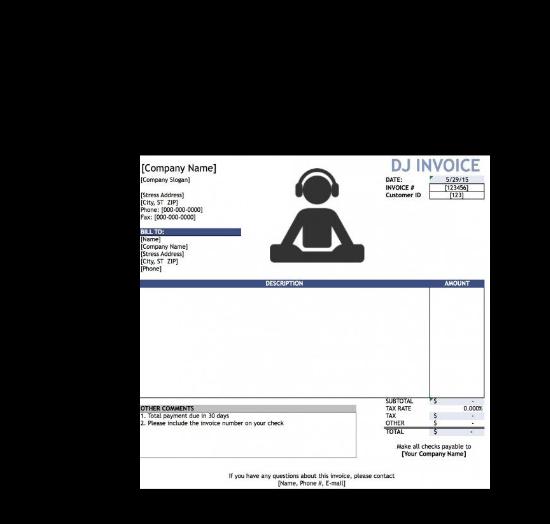 [Company Name]
[Company Slogan]
[Stress Address]
[City, ST  ZIP]
Phone: [000-000-0000]
Fax: [000-000-0000]
DJ INVOICE
DATE: 5/29/15
INVOICE # [123456]
Customer ID [123]
BILL TO:
[Name]
[Company Name]
[Stress Address]
[City, ST  ZIP]
[Phone]
DESCRIPTION AMOUNT
SUBTOTAL $ -
TAX RATE 0.000%
TAX $ -
OTHER $ -
TOTAL $ -
OTHER COMMENTS
1. Total payment due in 30 days
2. Please include the invoice number on your check
Make all checks payable to
[Your Company Name]
If you have any questions about this invoice, please contact
[Name, Phone #, E-mail]